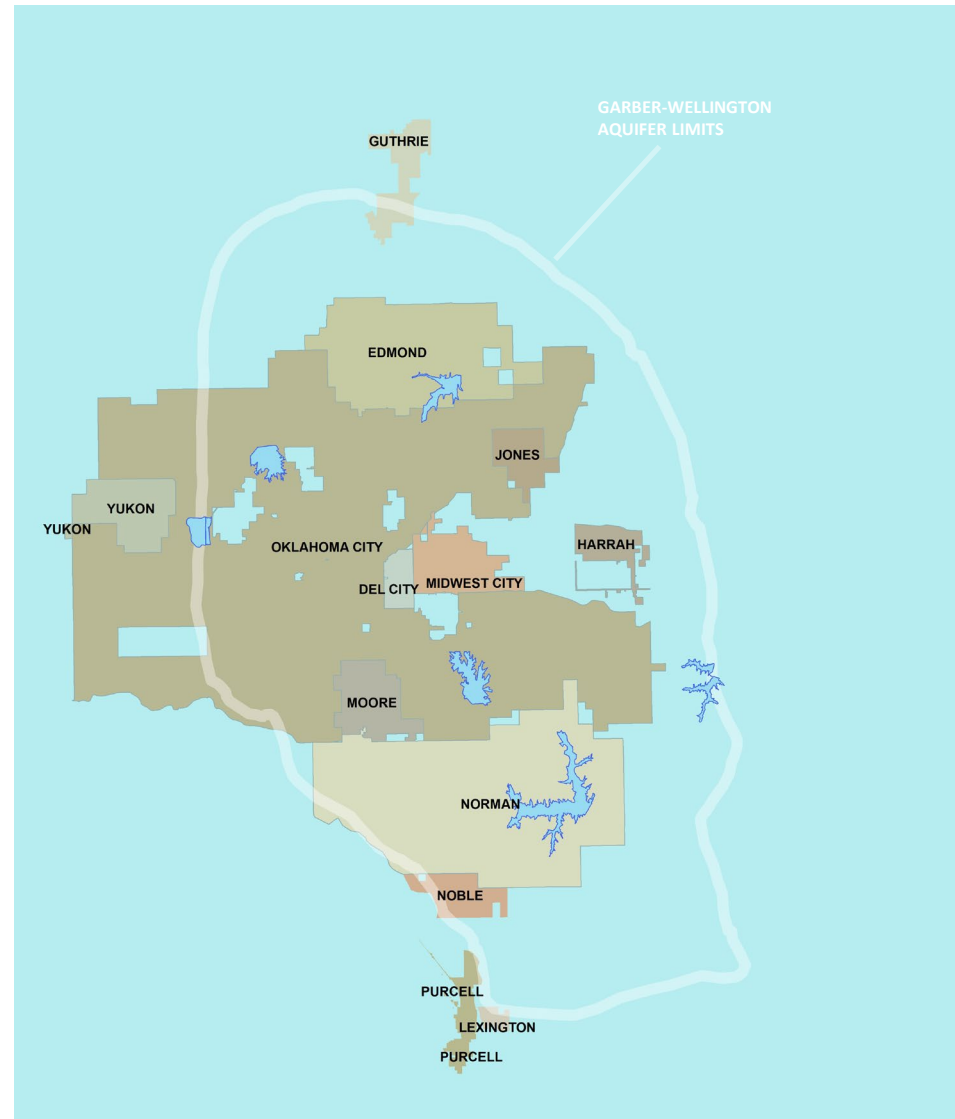 GARBER-WELLINGTON
AQUIFER LIMITS
GUTHRIE
EDMOND
JONES
YUKON
YUKON
OKLAHOMA CITY
HARRAH
DEL CITY
MIDWEST CITY
MOORE
NORMAN
NOBLE
PURCELL
LEXINGTON
PURCELL